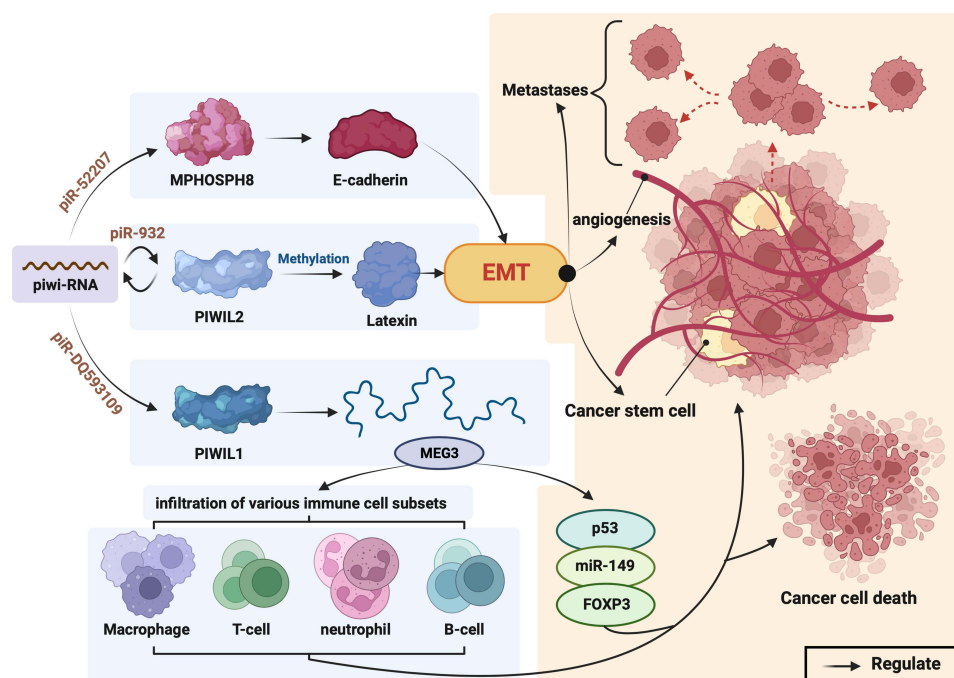 Metastases
piR-52207
MPHOSPH8
E-cadherin
angiogenesis
piR-932
piwi-RNA
PIWIL2
Methylation
Latexin
EMT
piR-DQ593109
PIWIL1
MEG3
Cancer stem cell
infiltration of various immune cell subsets
Macrophage
T-cell
neutrophil
B-cell
p53
miR-149
FOXP3
Cancer cell death
Regulate